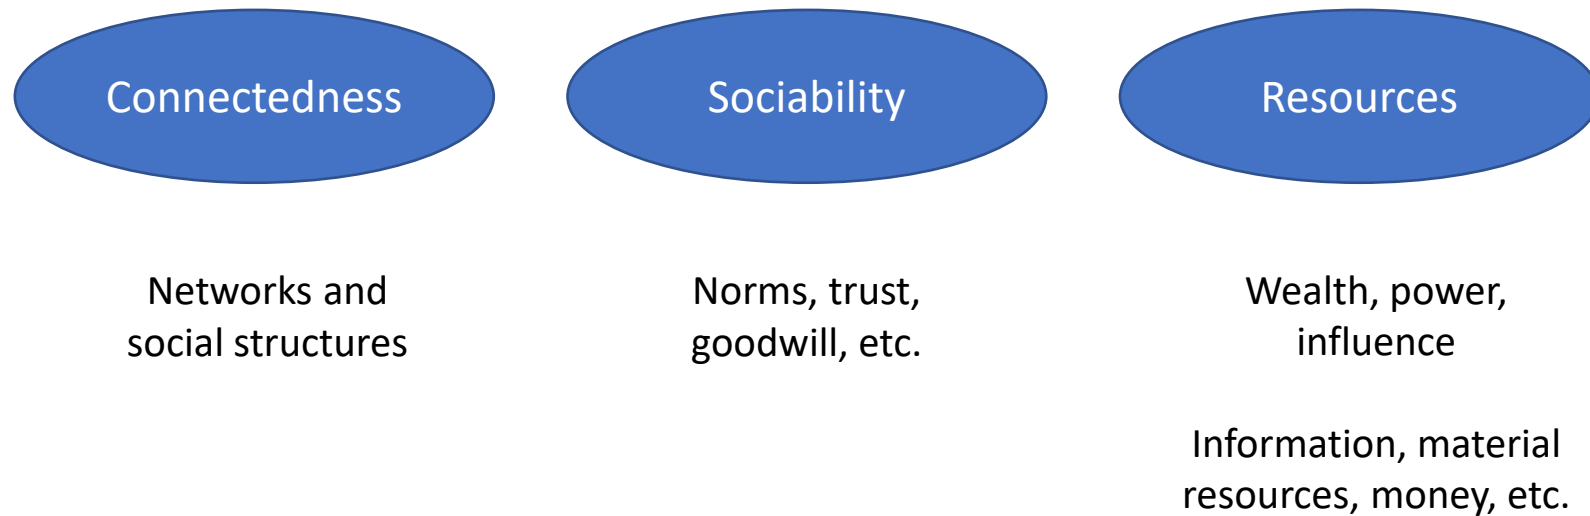 Connectedness
Sociability
Resources
Networks and
social structures
Norms, trust,
goodwill, etc.
Wealth, power,
influence
Information, material
resources, money, etc.